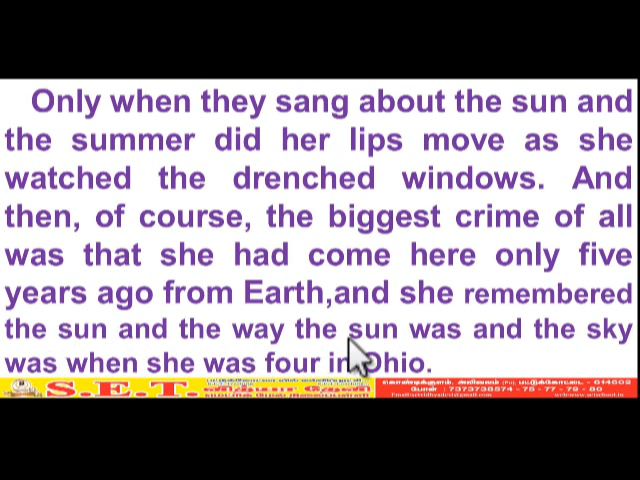 Only when they sang about the sun and
the summer did her lips move as she
watched the drenched windows. And
then, of course, the biggest crime of all
was that she had come here only five
years ago from Earth,and she remembered
the sun and the way the sun was and the sky
was when she was four in Ohio.
S.E.T.